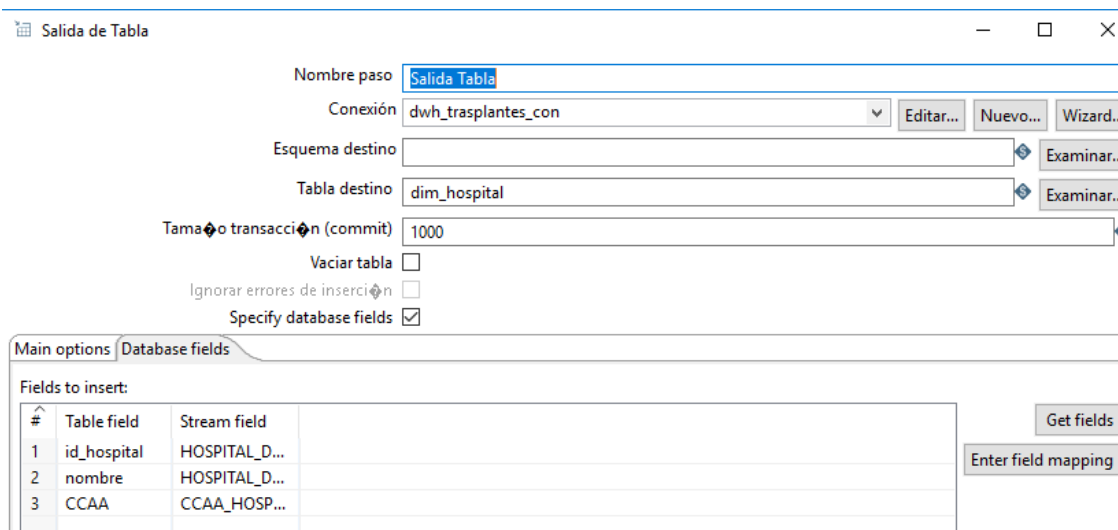 Salida de Tabla
Nombre paso Salida Tabla
Conexión dwh_trasplantes_con Editar... Nuevo... Wizard..
Esquema destino Examinar..
Tabla destino dim_hospital Examinar..
Tama�o transacci�n (commit) 1000
Vaciar tabla
Ignorar errores de inserci�n
Specify database fields
Main options Database fields
Fields to insert:
# Table field Stream field Get fields
1 id_hospital HOSPITAL_D...
Enter field mapping
2 nombre HOSPITAL_D...
3 CCAA CCAA_HOSP...